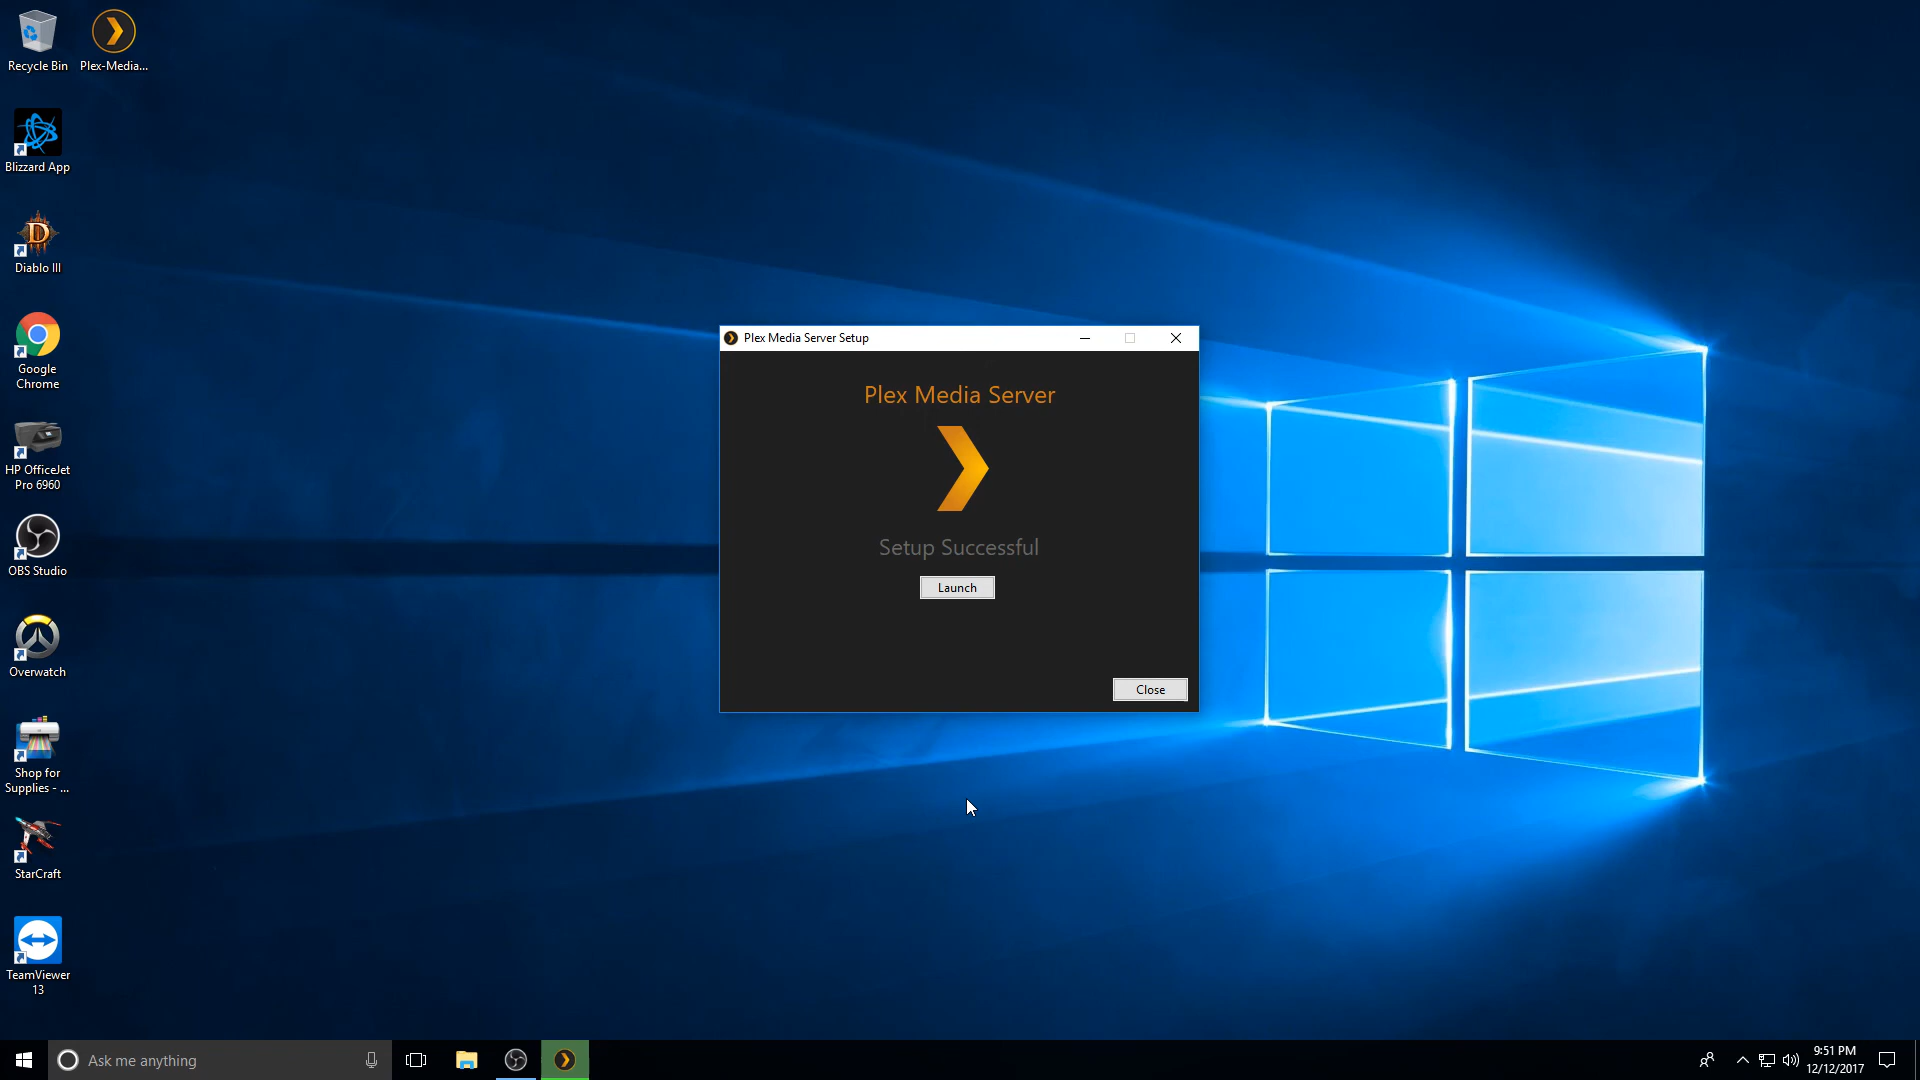 Recycle Bin
Plex-Media...
Blizzard App
Diablo III
Google
Chrome
HP OfficeJet
Pro 6960
OBS Studio
Overwatch
Shop for
Supplies - ...
StarCraft
TeamViewer
13
Plex Media Server Setup
Plex Media Server
Setup Successful
Launch
Close
Ask me anything
9:51 PM
12/12/2017